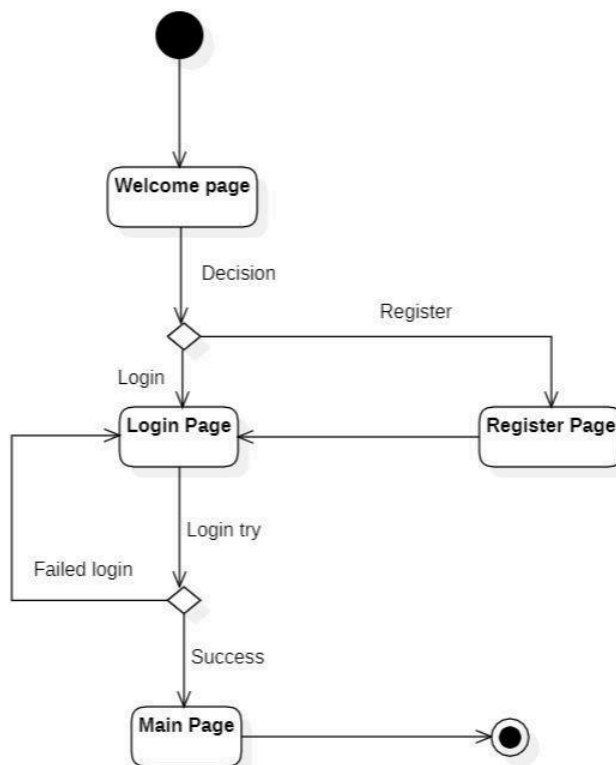 Welcome page
Decision
Register
Login
Login Page
Register Page
Login try
Failed login
Success
Main Page